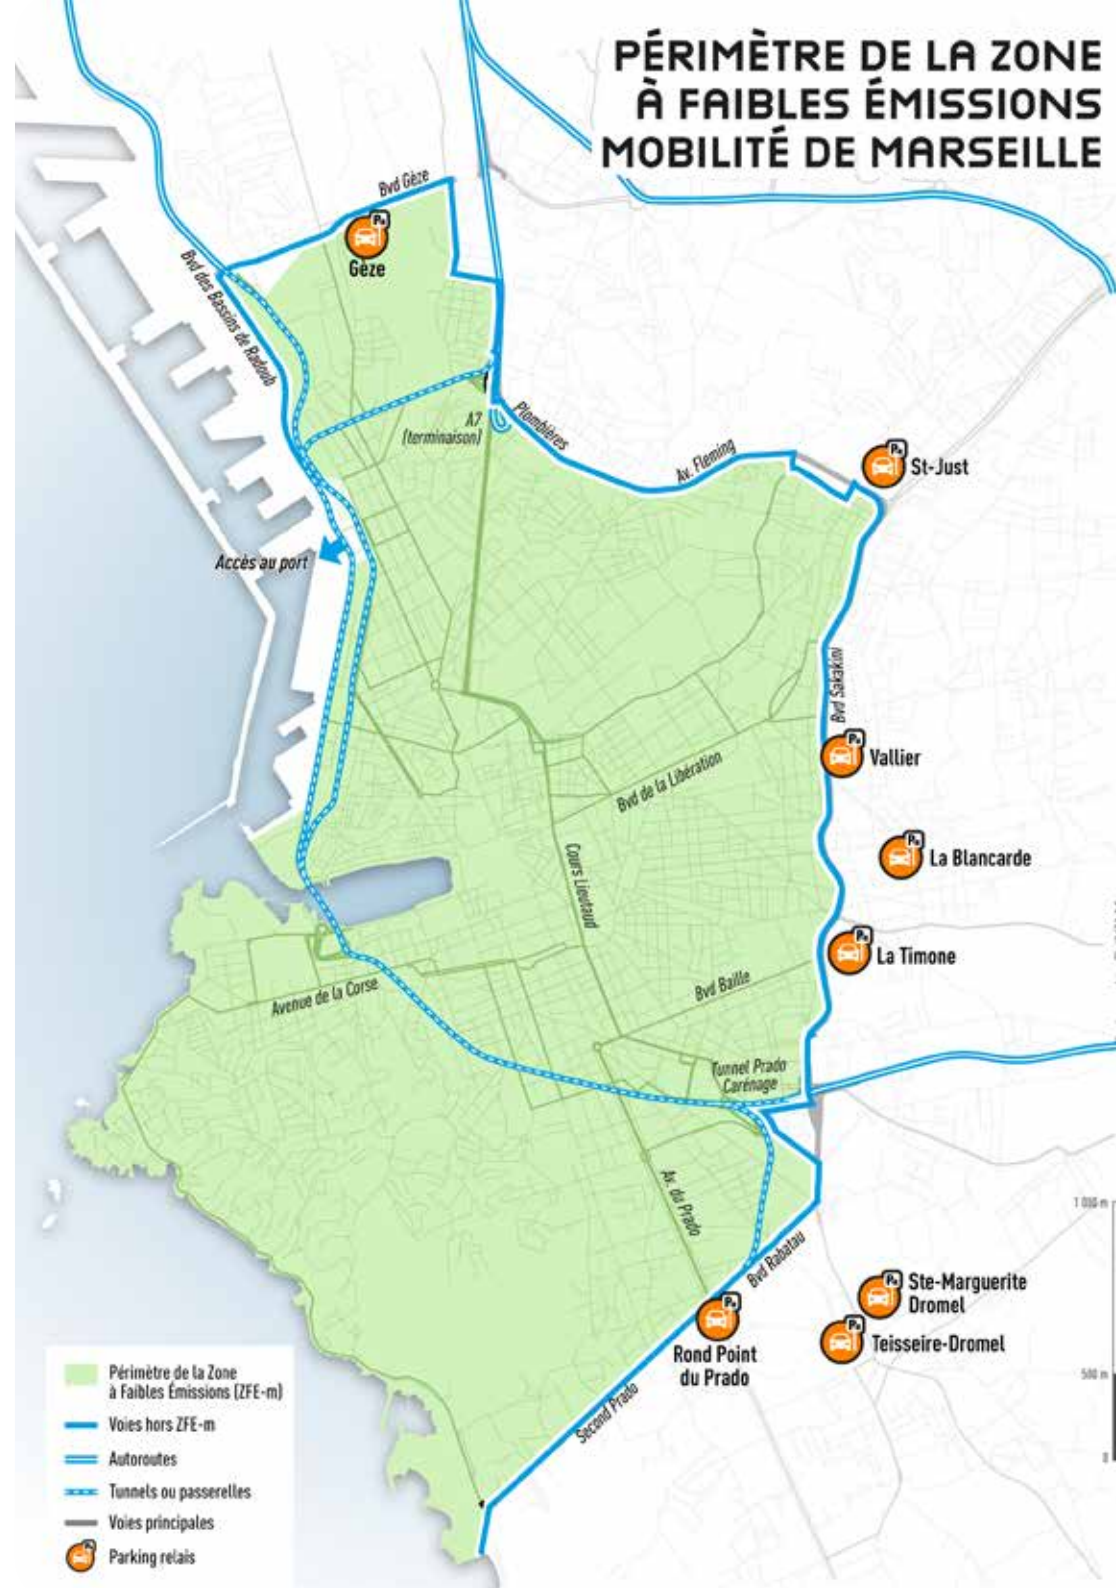 PÉRIMÈTRE DE LA ZONE
À FAIBLES ÉMISSIONS
MOBILITÉ DE MARSEILLE
Bvd Gèze
Gèze
Bvd des Bassins de Radoub
A7
(terminaison)
Plombières
Av. Fleming
St-Just
Accès au port
Bvd Sakakini
Vallier
Bvd de la Libération
La Blancarde
Cours Lieutaud
La Timone
Bvd Baille
Avenue de la Corse
Tunnel Prado
Carénage
Av. du Prado
1 000 m
Bvd Rabatau
Ste-Marguerite
Dromel
Teisseire-Dromel
Rond Point
du Prado
500 m
Second Prado
0
Périmètre de la Zone
à Faibles Émissions (ZFE-m)
Voies hors ZFE-m
Autoroutes
Tunnels ou passerelles
Voies principales
Parking relais